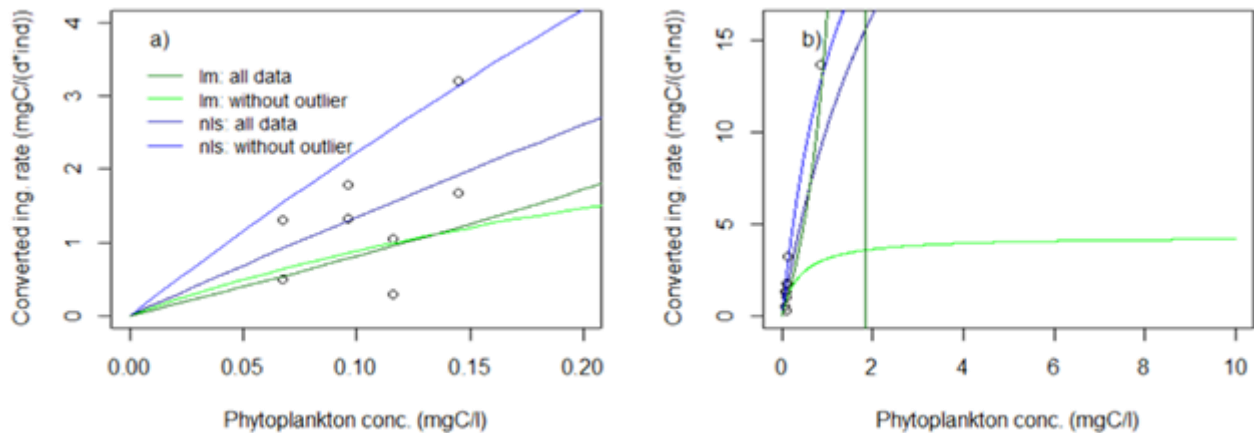 a)
lm: all data
lm: without outlier
nls: all data
nls: without outlier
Converted ing. rate (mgC/(d*ind))
4
3
2
1
0
0.00 0.05 0.10 0.15 0.20
Phytoplankton conc. (mgC/l)
b)
Converted ing. rate (mgC/(d*ind))
15
10
5
0
0 2 4 6 8 10
Phytoplankton conc. (mgC/l)